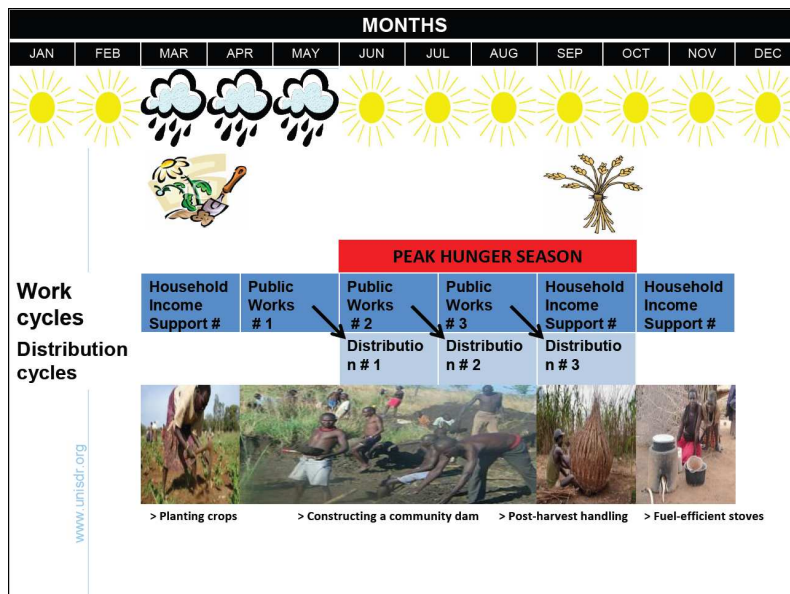 MONTHS
JAN FEB MAR APR MAY JUN JUL AUG SEP OCT NOV DEC
PEAK HUNGER SEASON
Work
cycles
Household
Income
Support #
Public
Works
# 1
Public
Works
# 2
Public
Works
# 3
Household
Income
Support #
Household
Income
Support #
Distribution
cycles
Distributio
n # 1
Distributio
n # 2
Distributio
n # 3
www.unisdr.org
> Planting crops
> Constructing a community dam
> Post-harvest handling
> Fuel-efficient stoves